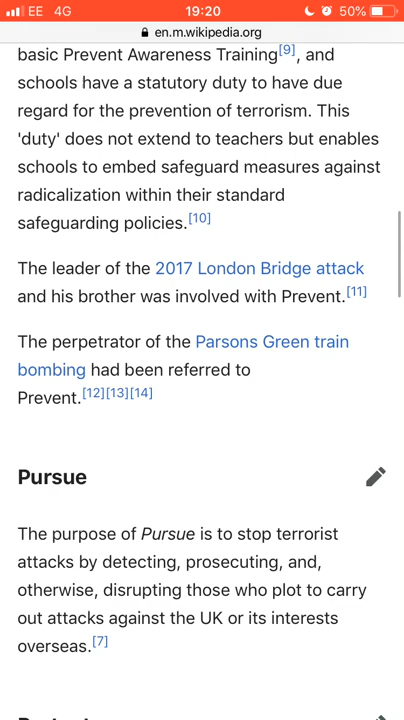 EE 4G 19:20 50%
en.m.wikipedia.org
basic Prevent Awareness Training[9], and
schools have a statutory duty to have due
regard for the prevention of terrorism. This
'duty' does not extend to teachers but enables
schools to embed safeguard measures against
radicalization within their standard
safeguarding policies.[10]
The leader of the 2017 London Bridge attack
and his brother was involved with Prevent.[11]
The perpetrator of the Parsons Green train
bombing had been referred to
Prevent.[12][13][14]
Pursue
The purpose of Pursue is to stop terrorist
attacks by detecting, prosecuting, and,
otherwise, disrupting those who plot to carry
out attacks against the UK or its interests
overseas.[7]